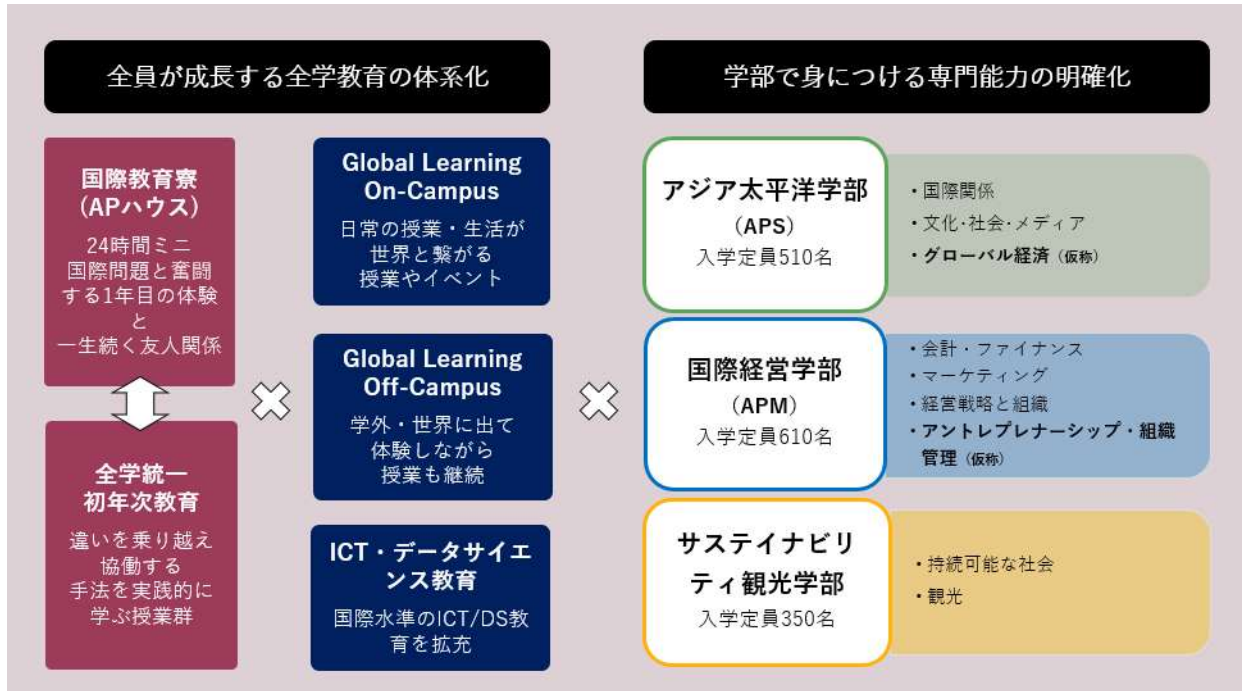 全員が成長する全学教育の体系化
国際教育寮
(APハウス)
24時間ミニ
国際問題と奮闘
する1年目の体験
と
一生続く友人関係
全学統一
初年次教育
違いを乗り越え
協働する
手法を実践的に
学ぶ授業群
Global Learning
On-Campus
日常の授業・生活が
世界と繋がる
授業やイベント
Global Learning
Off-Campus
学外・世界に出て
体験しながら
授業も継続
ICT・データサイエ
ンス教育
国際水準のICT/DS教
育を拡充
学部で身につける専門能力の明確化
アジア太平洋学部
(APS)
入学定員510名
・国際関係
・文化・社会・メディア
・グローバル経済(仮称)
国際経営学部
(APM)
入学定員610名
・会計・ファイナンス
・マーケティング
・経営戦略と組織
・アントレプレナーシップ・組織
管理(仮称)
サステイナビリ
ティ観光学部
入学定員350名
・持続可能な社会
・観光